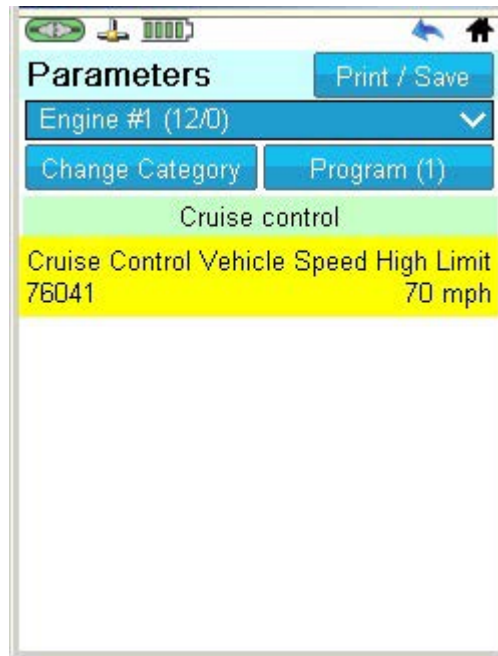 Parameters
Print / Save
Engine #1 (12/0)
Change Category
Program (1)
Cruise control
Cruise Control Vehicle Speed High Limit
76041 70 mph